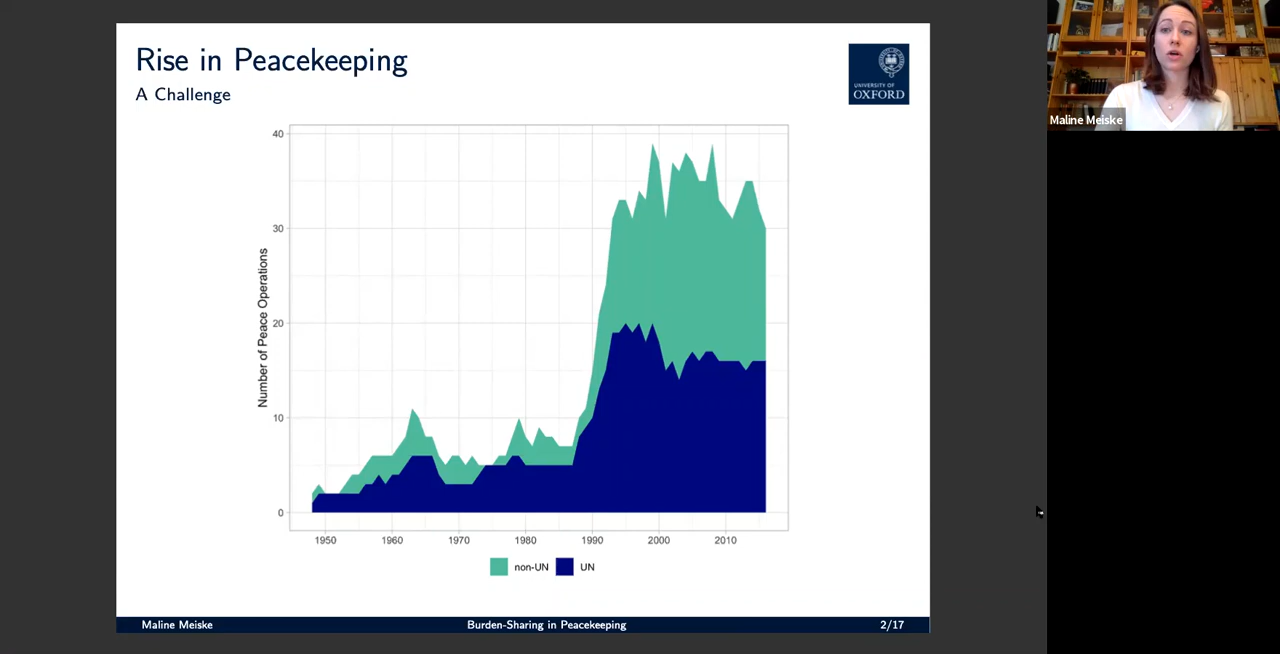 Rise in Peacekeeping
A Challenge
UNIVERSITY OF
OXFORD
Maline Meiske
40
30
20
10
0
Number of Peace Operations
1950 1960 1970 1980 1990 2000 2010
non-UN UN
Maline Meiske Burden-Sharing in Peacekeeping 2/17